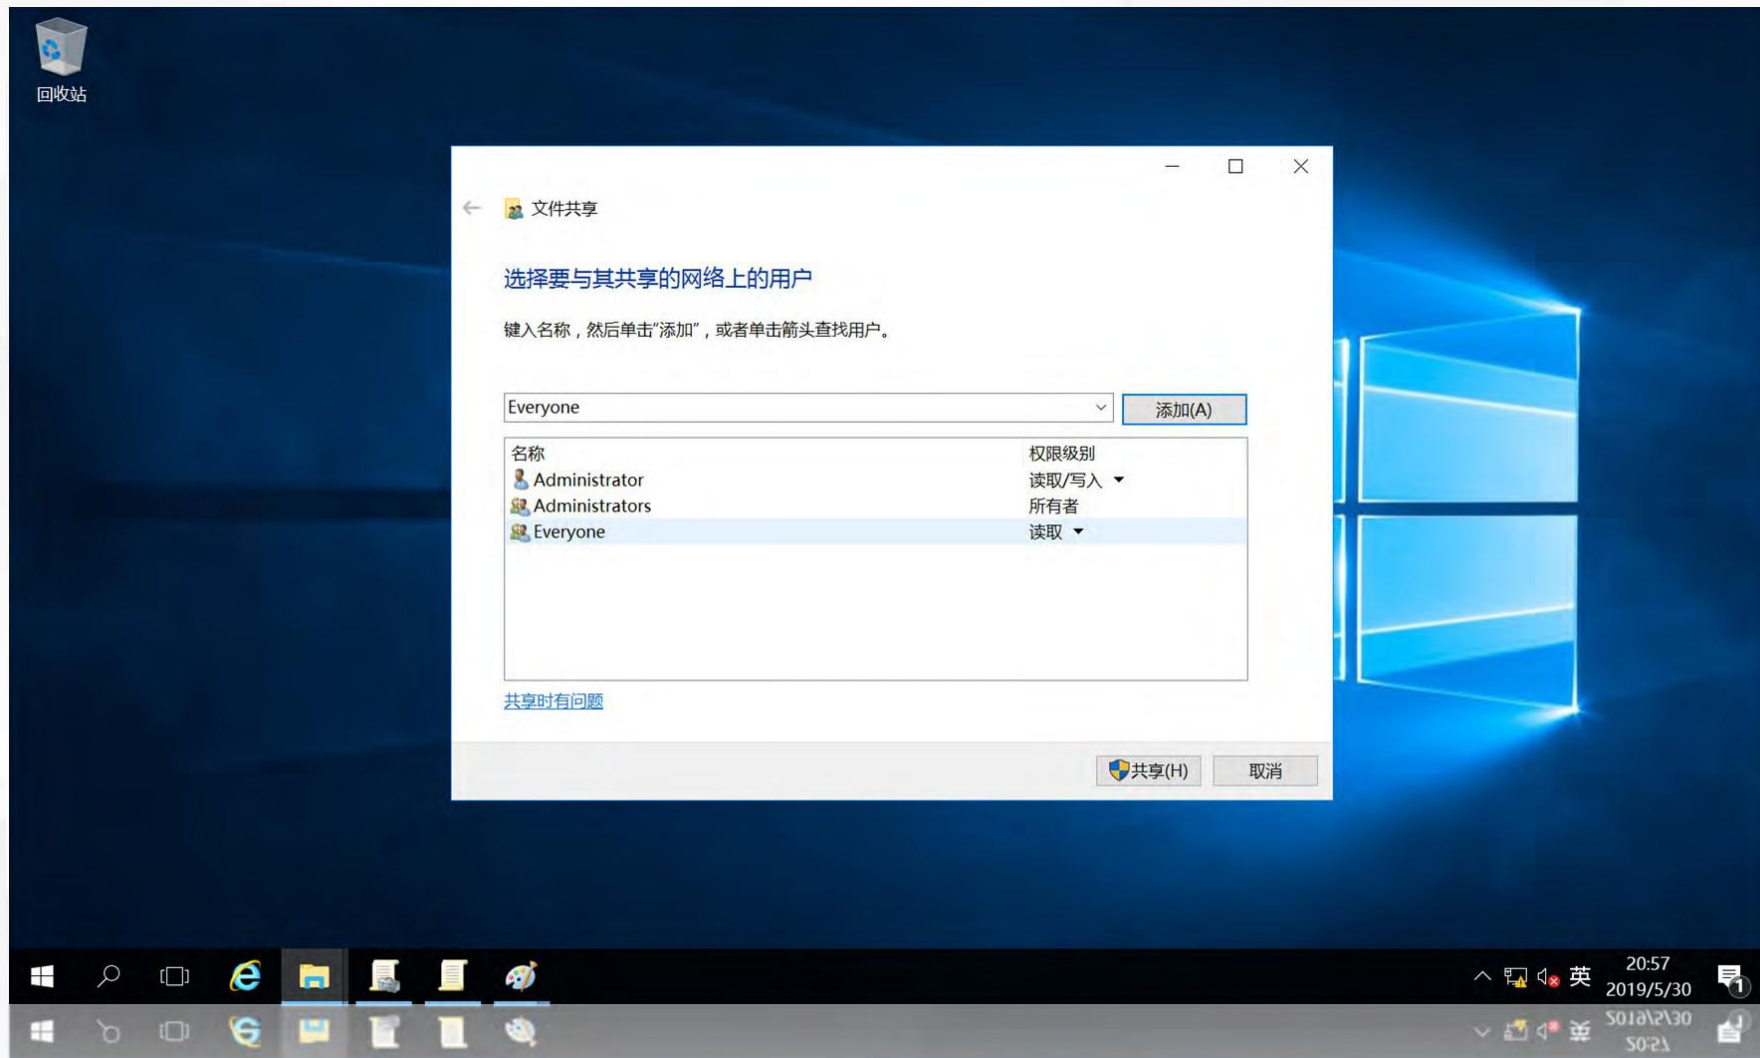 回收站
文件共享
选择要与其共享的网络上的用户
键入名称，然后单击"添加"，或者单击箭头查找用户。
Everyone
添加(A)
名称 权限级别
Administrator 读取/写入
Administrators 所有者
Everyone 读取
共享时有问题
共享(H) 取消
英
20:57
2019/5/30
1